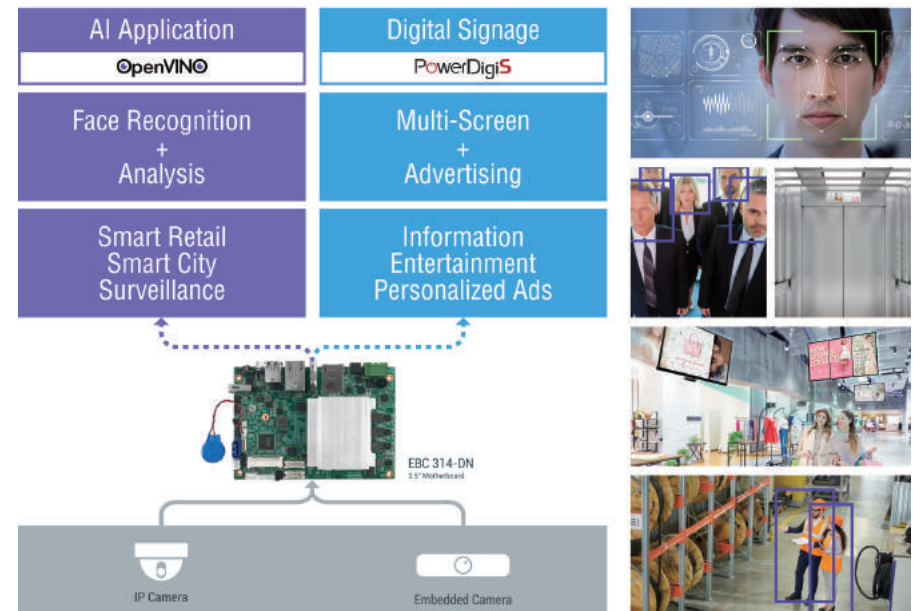 AI Application
OpenVINO
Face Recognition
+
Analysis
Smart Retail
Smart City
Surveillance
Digital Signage
PowerDigiS
Multi-Screen
+
Advertising
Information
Entertainment
Personalized Ads
EBC 314-DN
3.5" Motherboard
IP Camera
Embedded Camera